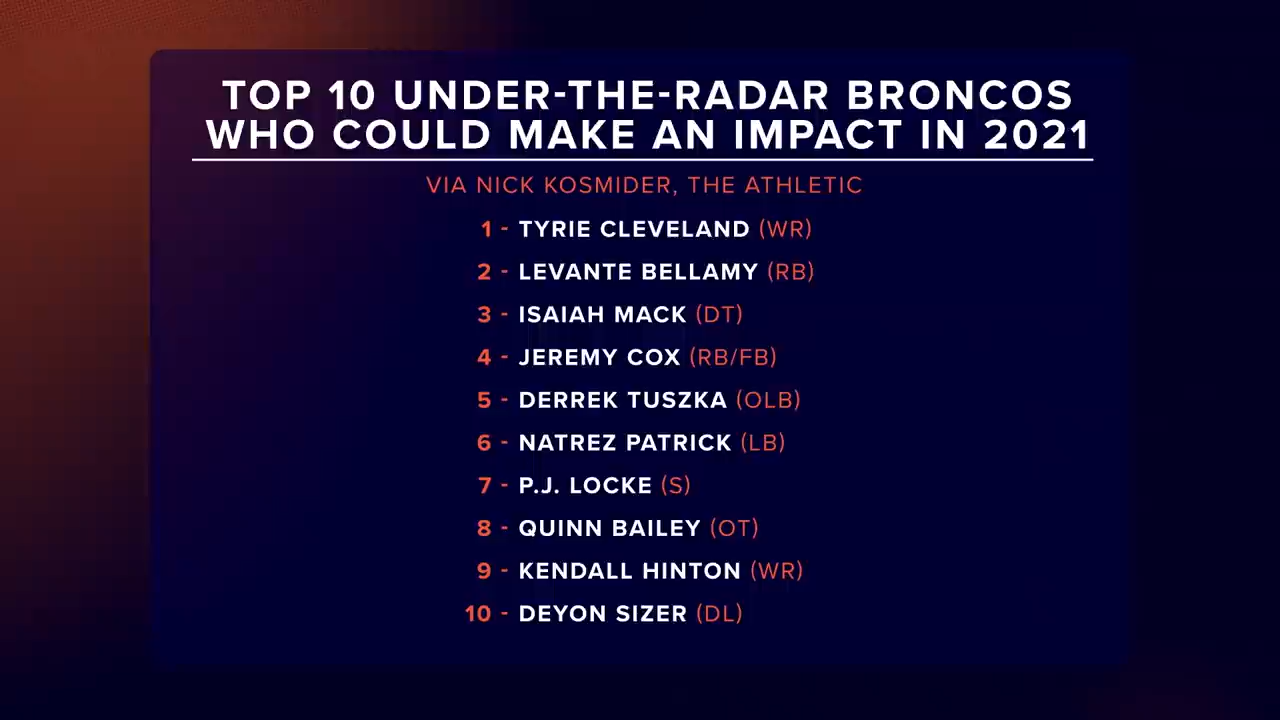 TOP 10 UNDER-THE-RADAR BRONCOS
WHO COULD MAKE AN IMPACT IN 2021
VIA NICK KOSMIDER, THE ATHLETIC
1 - TYRIE CLEVELAND (WR)
2 - LEVANTE BELLAMY (RB)
3 - ISAIAH MACK (DT)
4 - JEREMY COX (RB/FB)
5 - DERREK TUSZKA (OLB)
6 - NATREZ PATRICK (LB)
7 - P.J. LOCKE (S)
8 - QUINN BAILEY (OT)
9 - KENDALL HINTON (WR)
10 - DEYON SIZER (DL)